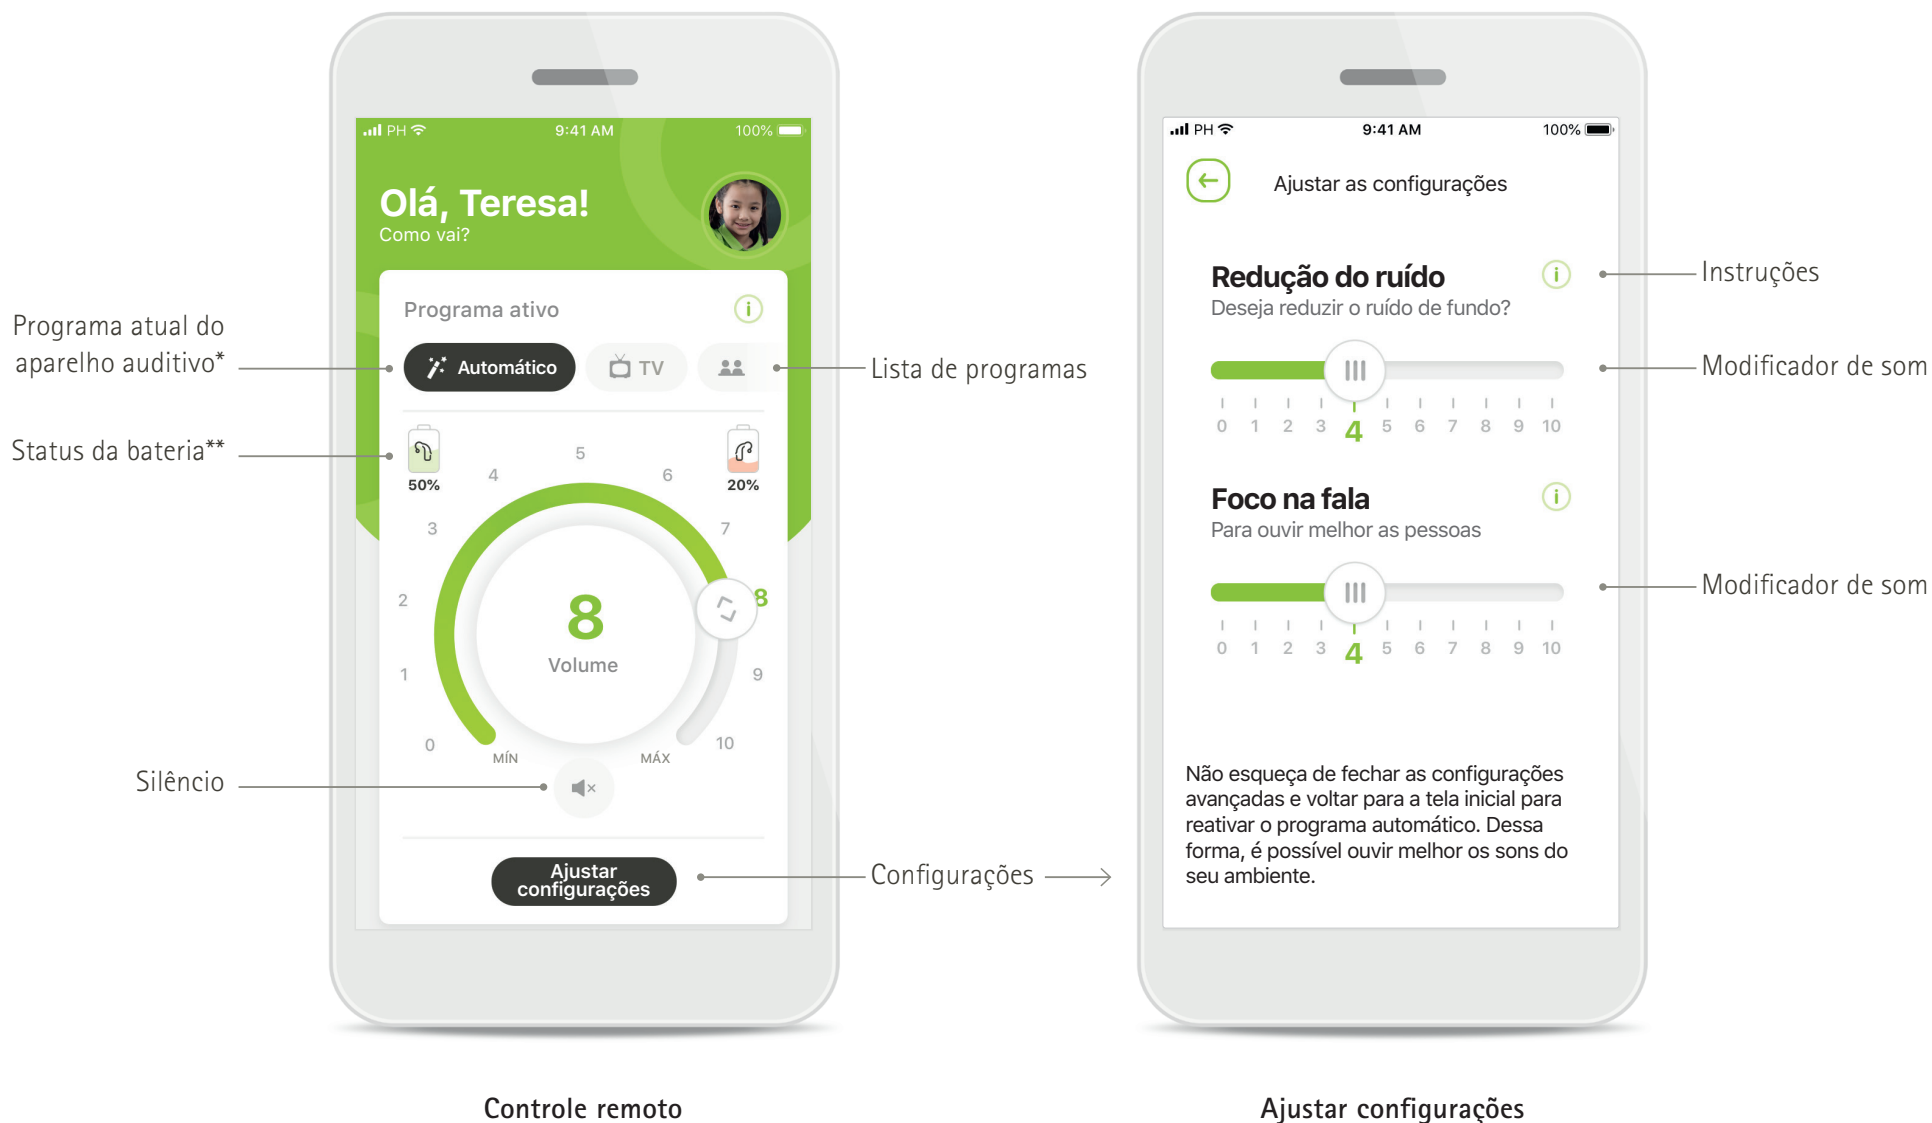 PH
9:41 AM
100%
Olá, Teresa!
Como vai?
Programa ativo
i
Automático
TV
50%
20%
0
1
2
3
4
5
6
7
8
9
10
8
Volume
MÍN
MÁX
Ajustar
configurações
Programa atual do
aparelho auditivo*
Status da bateria**
Silêncio
Lista de programas
Configurações
Controle remoto
PH
9:41 AM
100%
Ajustar as configurações
Redução do ruído
i
Deseja reduzir o ruído de fundo?
0 1 2 3 4 5 6 7 8 9 10
Foco na fala
i
Para ouvir melhor as pessoas
0 1 2 3 4 5 6 7 8 9 10
Não esqueça de fechar as configurações
avançadas e voltar para a tela inicial para
reativar o programa automático. Dessa
forma, é possível ouvir melhor os sons do
seu ambiente.
Instruções
Modificador de som
Modificador de som
Ajustar configurações